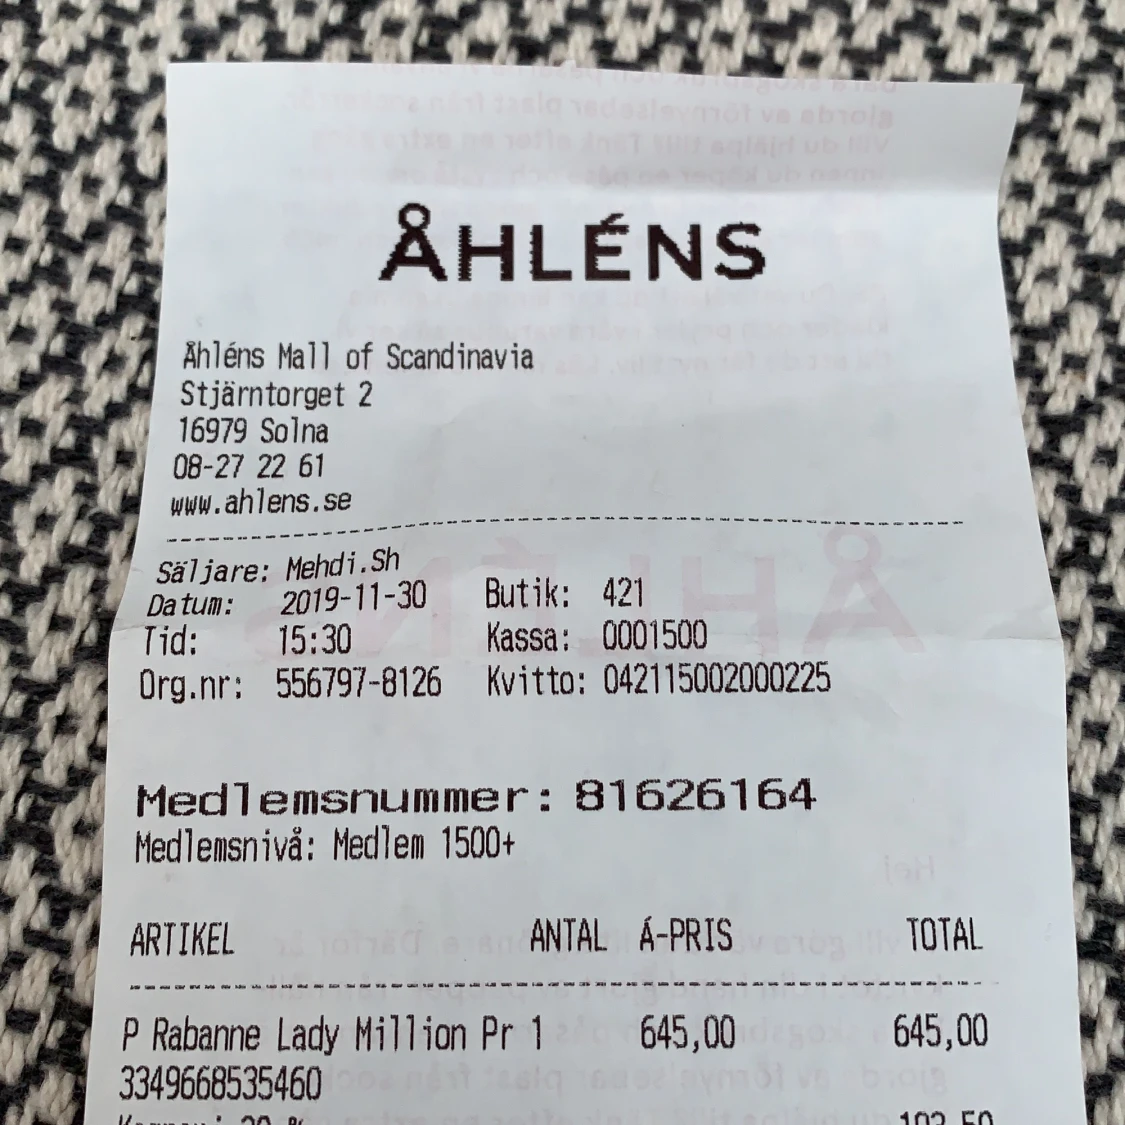 ÅHLÉNS
Åhléns Mall of Scandinavia
Stjärntorget 2
16979 Solna
08-27 22 61
www.ahlens.se
Säljare: Mehdi.Sh
Datum: 2019-11-30 Butik: 421
Tid: 15:30 Kassa: 0001500
Org.nr: 556797-8126 Kvitto: 042115002000225
Medlemsnummer: 81626164
Medlemsnivå: Medlem 1500+
ARTIKEL ANTAL Á-PRIS TOTAL
P Rabanne Lady Million Pr 1 645,00 645,00
3349668535460